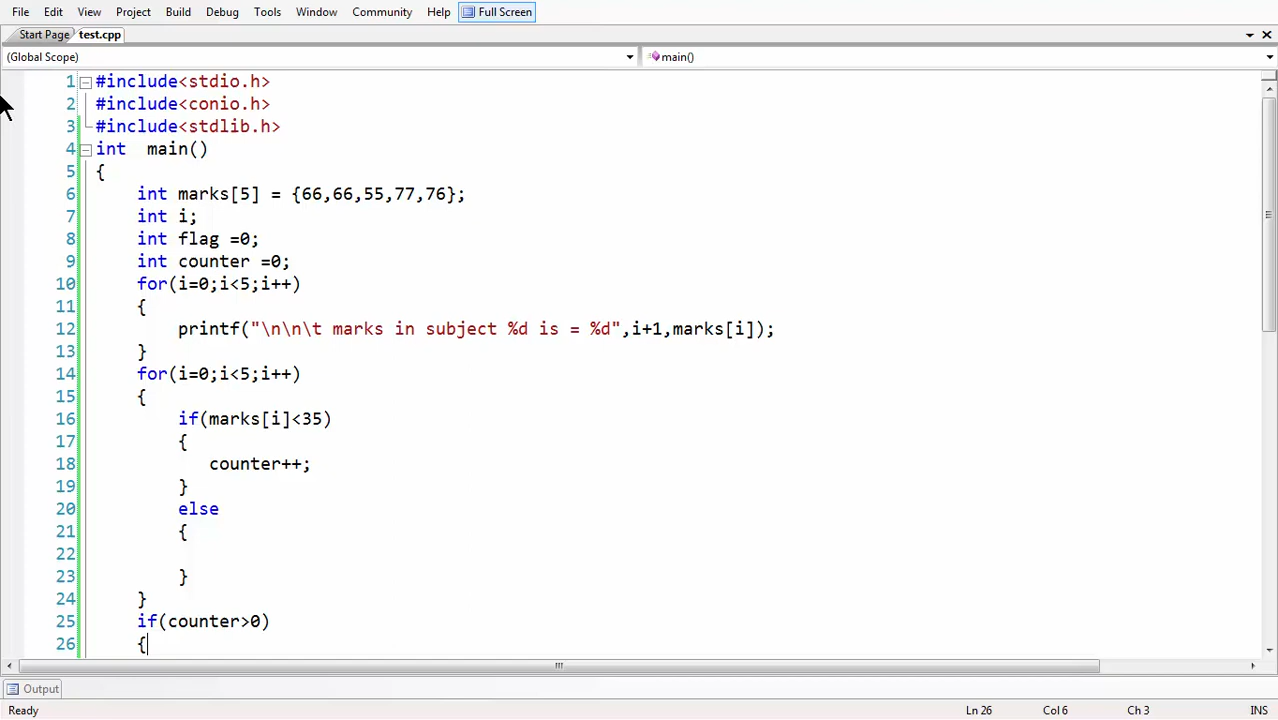 File Edit View Project Build Debug Tools Window Community Help Full Screen
Start Page test.cpp
(Global Scope) main()
1 #include<stdio.h>
2 #include<conio.h>
3 #include<stdlib.h>
4 int  main()
5 {
6     int marks[5] = {66,66,55,77,76};
7     int i;
8     int flag =0;
9     int counter =0;
10     for(i=0;i<5;i++)
11     {
12         printf("\n\n\t marks in subject %d is = %d",i+1,marks[i]);
13     }
14     for(i=0;i<5;i++)
15     {
16         if(marks[i]<35)
17         {
18            counter++;
19         }
20         else
21         {
22
23         }
24     }
25     if(counter>0)
26     {
Output
Ready Ln 26 Col 6 Ch 3 INS